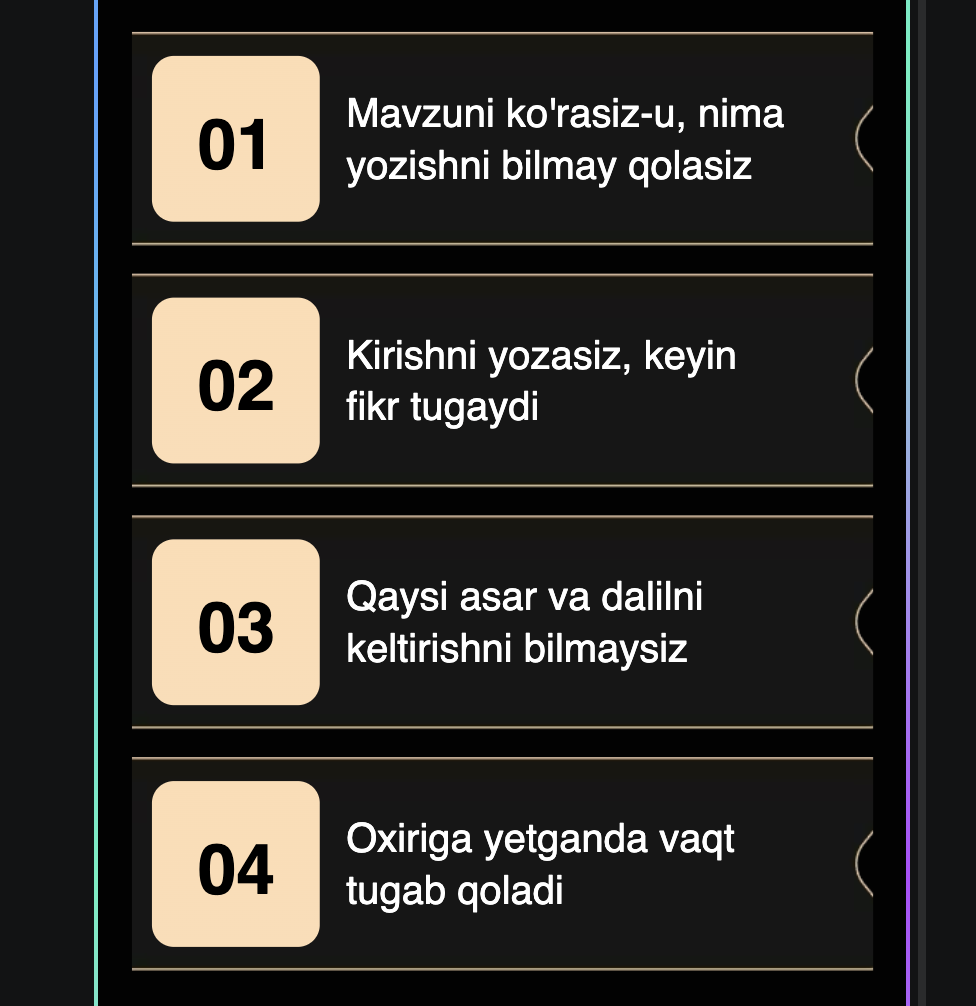 01
Mavzuni ko'rasiz-u, nima
yozishni bilmay qolasiz
02
Kirishni yozasiz, keyin
fikr tugaydi
03
Qaysi asar va dalilni
keltirishni bilmaysiz
04
Oxiriga yetganda vaqt
tugab qoladi